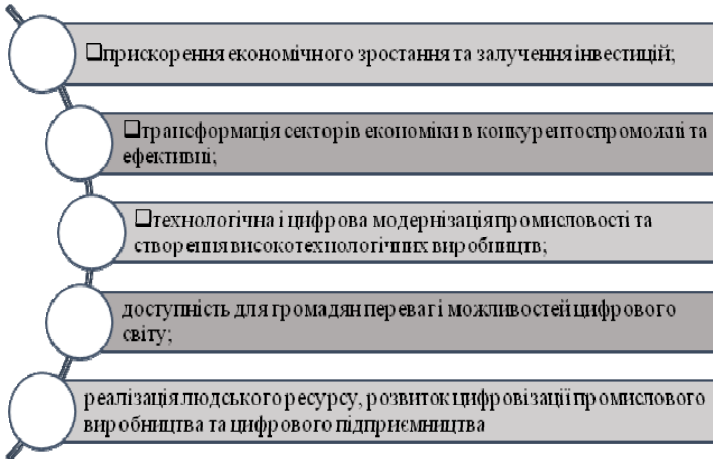 ❑прискорення економічного зростання та залучення інвестицій;
❑трансформація секторів економіки в конкурентоспроможні та
ефективні;
❑технологічна і цифрова модернізація промисловості та
створення високотехнологічних виробництв;
доступність для громадян переваг і можливостей цифрового
світу;
реалізація людського ресурсу, розвиток цифровізації промислового
виробництва та цифрового підприємництва